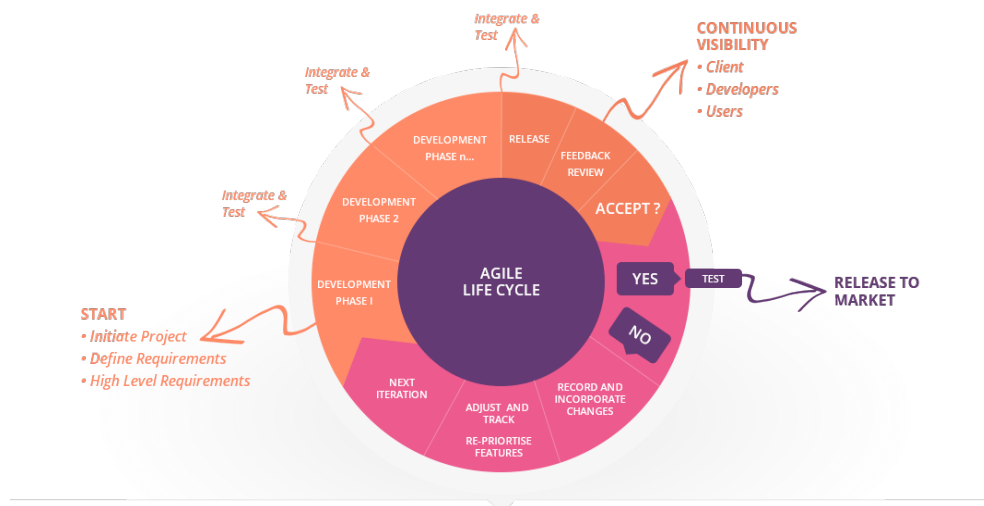 Integrate &
Test
CONTINUOUS
VISIBILITY
• Client
• Developers
• Users
Integrate &
Test
Integrate &
Test
START
• Initiate Project
• Define Requirements
• High Level Requirements
DEVELOPMENT
PHASE I
DEVELOPMENT
PHASE 2
DEVELOPMENT
PHASE n...
RELEASE
FEEDBACK
REVIEW
ACCEPT ?
AGILE
LIFE CYCLE
YES
TEST
RELEASE TO
MARKET
NO
RECORD AND
INCORPORATE
CHANGES
ADJUST AND
TRACK
RE-PRIORTISE
FEATURES
NEXT
ITERATION